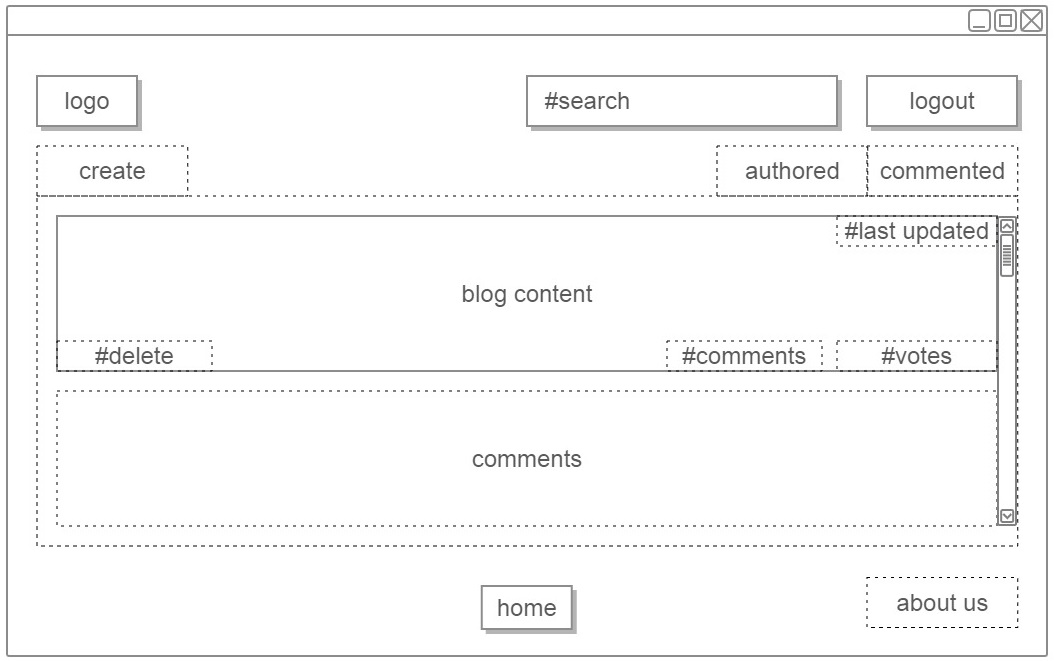 logo
#search
logout
create
authored
commented
#last updated
blog content
#delete
#comments
#votes
comments
home
about us